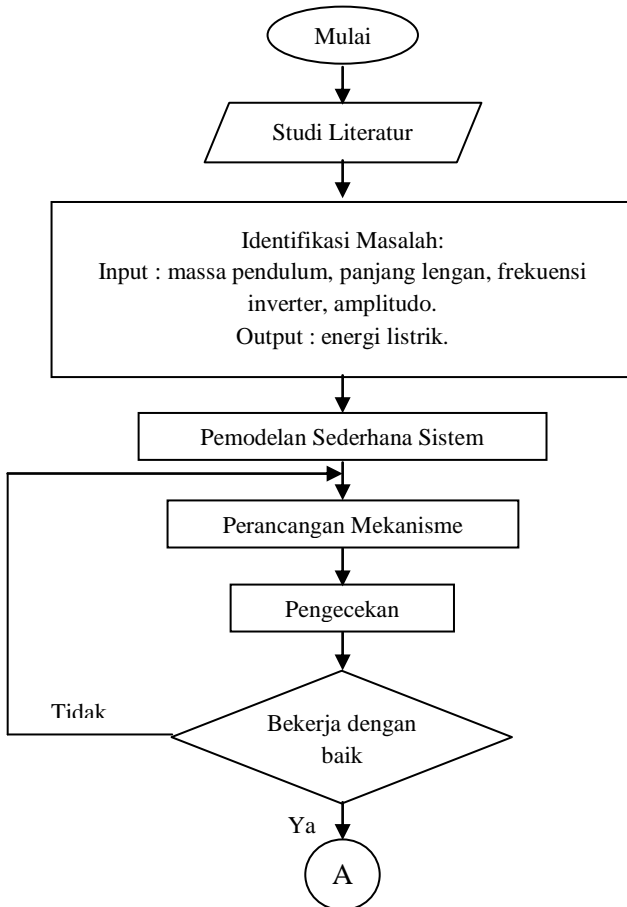 Mulai
Studi Literatur
Identifikasi Masalah:
Input : massa pendulum, panjang lengan, frekuensi
inverter, amplitudo.
Output : energi listrik.
Pemodelan Sederhana Sistem
Perancangan Mekanisme
Pengecekan
Tidak
Bekerja dengan
baik
Ya
A